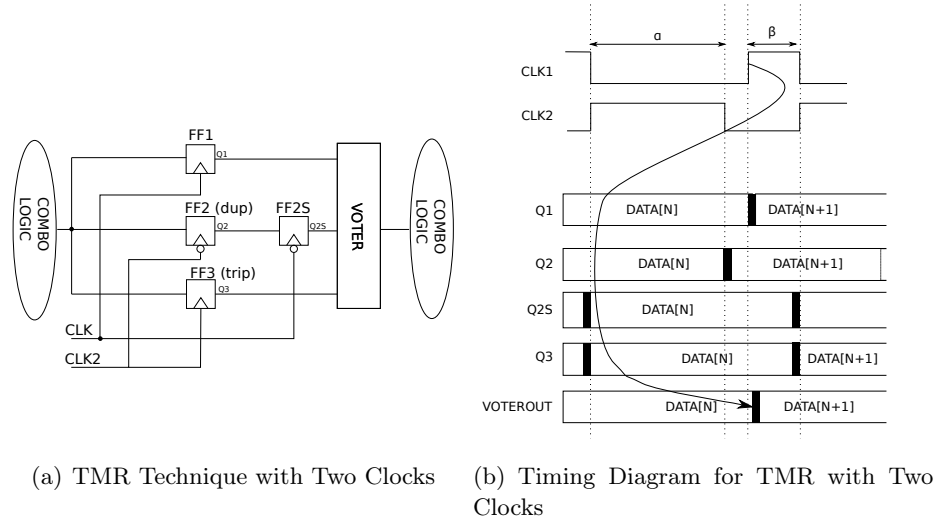 FF1
Q1
FF2 (dup)
FF2S
Q2
Q2S
FF3 (trip)
Q3
COMBO
LOGIC
VOTER
COMBO
LOGIC
CLK
CLK2
α
β
CLK1
CLK2
Q1
DATA[N]
DATA[N+1]
Q2
DATA[N]
DATA[N+1]
Q2S
DATA[N]
Q3
DATA[N]
DATA[N+1]
VOTEROUT
DATA[N]
DATA[N+1]
(a) TMR Technique with Two Clocks
(b) Timing Diagram for TMR with Two
Clocks